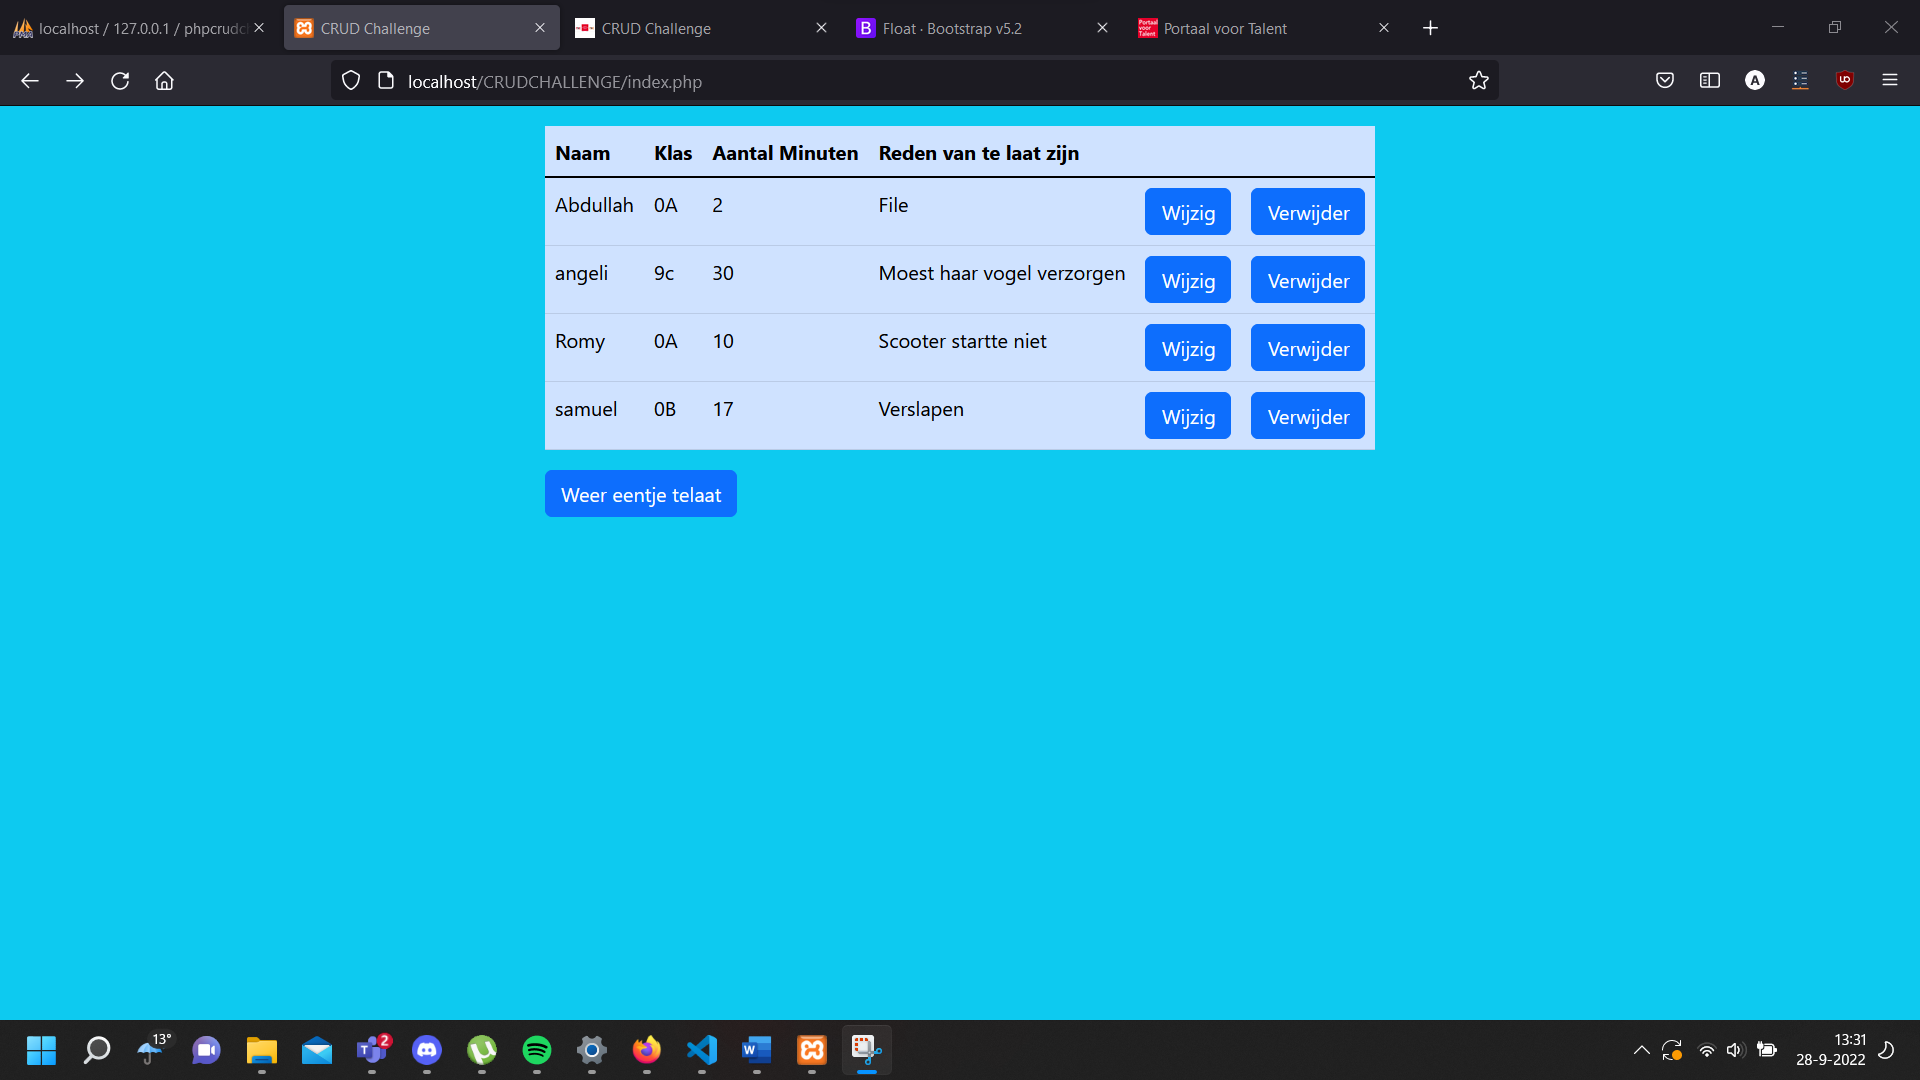 localhost / 127.0.0.1 / phpcrudc
CRUD Challenge
CRUD Challenge
Float · Bootstrap v5.2
Portaal voor Talent
localhost/CRUDCHALLENGE/index.php
Naam Klas Aantal Minuten Reden van te laat zijn
Abdullah 0A 2 File Wijzig Verwijder
angeli 9c 30 Moest haar vogel verzorgen Wijzig Verwijder
Romy 0A 10 Scooter startte niet Wijzig Verwijder
samuel 0B 17 Verslapen Wijzig Verwijder
Weer eentje telaat
13°
2
13:31
28-9-2022